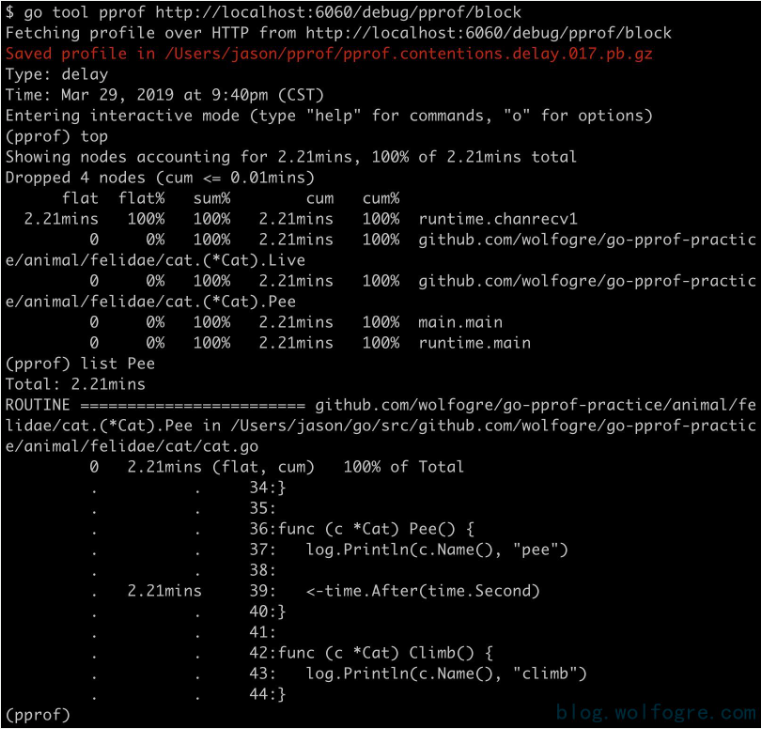 $ go tool pprof http://localhost:6060/debug/pprof/block
Fetching profile over HTTP from http://localhost:6060/debug/pprof/block
Saved profile in /Users/jason/pprof/pprof.contentions.delay.017.pb.gz
Type: delay
Time: Mar 29, 2019 at 9:40pm (CST)
Entering interactive mode (type "help" for commands, "o" for options)
(pprof) top
Showing nodes accounting for 2.21mins, 100% of 2.21mins total
Dropped 4 nodes (cum <= 0.01mins)
      flat  flat%   sum%        cum   cum%
  2.21mins   100%   100%   2.21mins   100%  runtime.chanrecv1
         0     0%   100%   2.21mins   100%  github.com/wolfogre/go-pprof-practic
e/animal/felidae/cat.(*Cat).Live
         0     0%   100%   2.21mins   100%  github.com/wolfogre/go-pprof-practic
e/animal/felidae/cat.(*Cat).Pee
         0     0%   100%   2.21mins   100%  main.main
         0     0%   100%   2.21mins   100%  runtime.main
(pprof) list Pee
Total: 2.21mins
ROUTINE ======================== github.com/wolfogre/go-pprof-practice/animal/fe
lidae/cat.(*Cat).Pee in /Users/jason/go/src/github.com/wolfogre/go-pprof-practic
e/animal/felidae/cat/cat.go
         0   2.21mins (flat, cum)   100% of Total
         .          .     34:}
         .          .     35:
         .          .     36:func (c *Cat) Pee() {
         .          .     37:   log.Println(c.Name(), "pee")
         .          .     38:
         .   2.21mins     39:   <-time.After(time.Second)
         .          .     40:}
         .          .     41:
         .          .     42:func (c *Cat) Climb() {
         .          .     43:   log.Println(c.Name(), "climb")
         .          .     44:}
(pprof)
blog.wolfogre.com